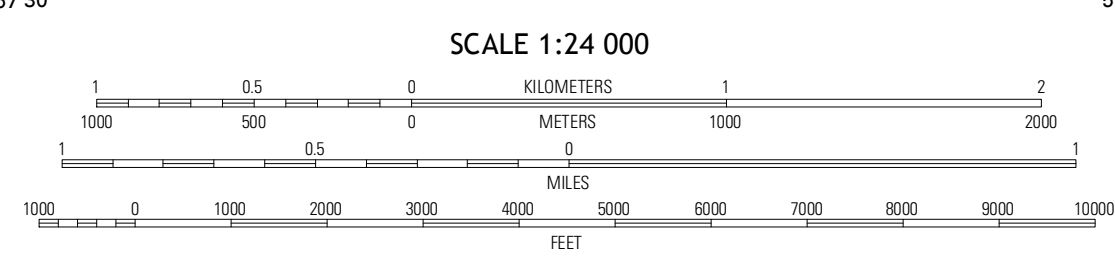 SCALE 1:24 000
1 0.5 0 KILOMETERS 1 2
1000 500 0 METERS 1000 2000
1 0.5 0 1
MILES
1000 0 1000 2000 3000 4000 5000 6000 7000 8000 9000 10000
FEET